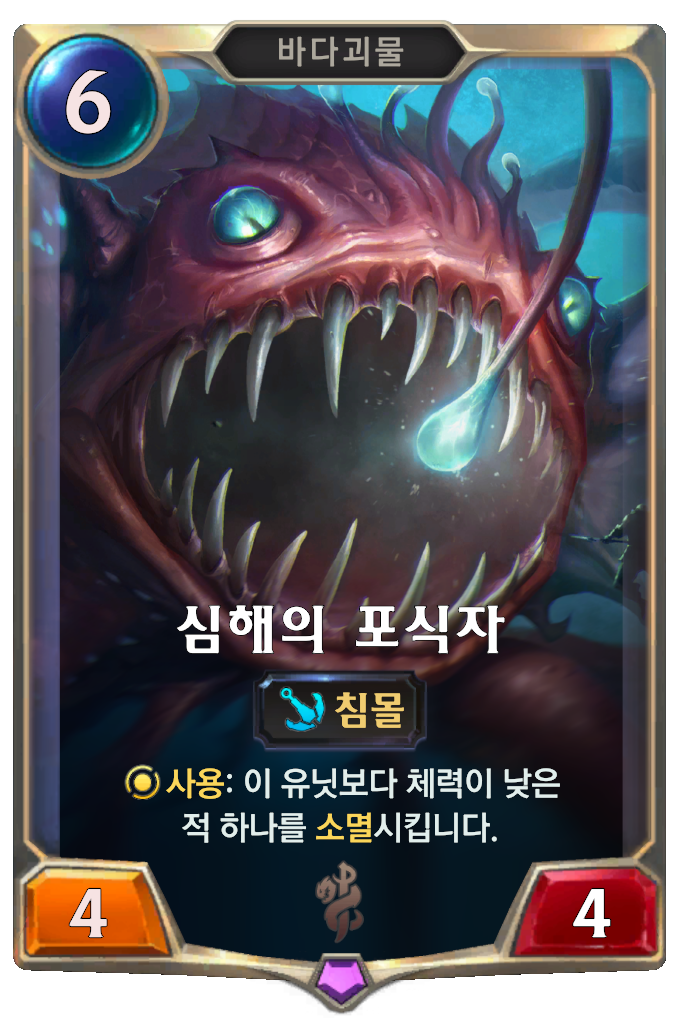 바다괴물
6
심해의 포식자
침몰
사용: 이 유닛보다 체력이 낮은
적 하나를 소멸시킵니다.
4
4